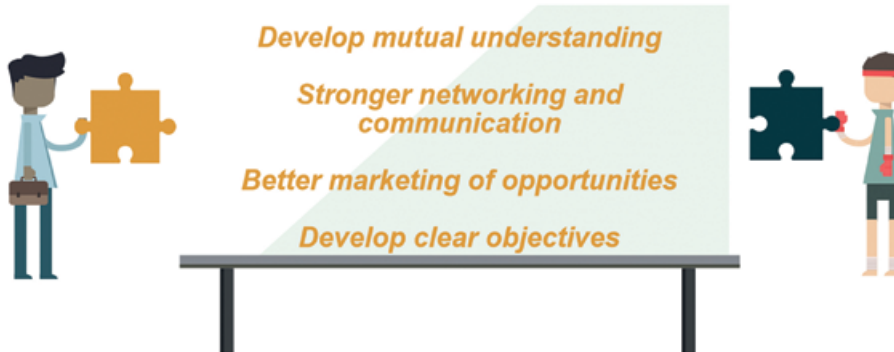 Develop mutual understanding
Stronger networking and
communication
Better marketing of opportunities
Develop clear objectives